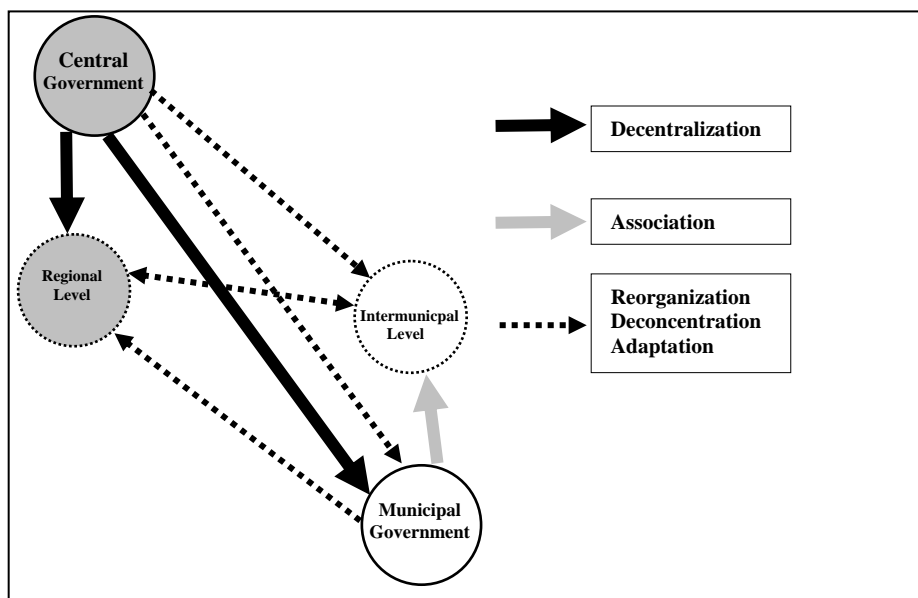 Central
Government
Decentralization
Association
Regional
Level
Intermunicpal
Level
Reorganization
Deconcentration
Adaptation
Municipal
Government